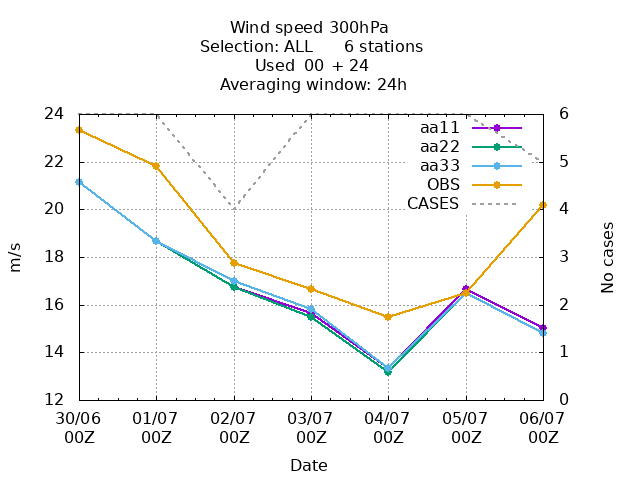 Wind speed 300hPa
Selection: ALL      6 stations
Used  00 + 24
Averaging window: 24h
24
22
20
18
16
14
12
m/s
6
5
4
3
2
1
0
No cases
aa11
aa22
aa33
OBS
CASES
30/06 01/07 02/07 03/07 04/07 05/07 06/07
00Z 00Z 00Z 00Z 00Z 00Z 00Z
Date